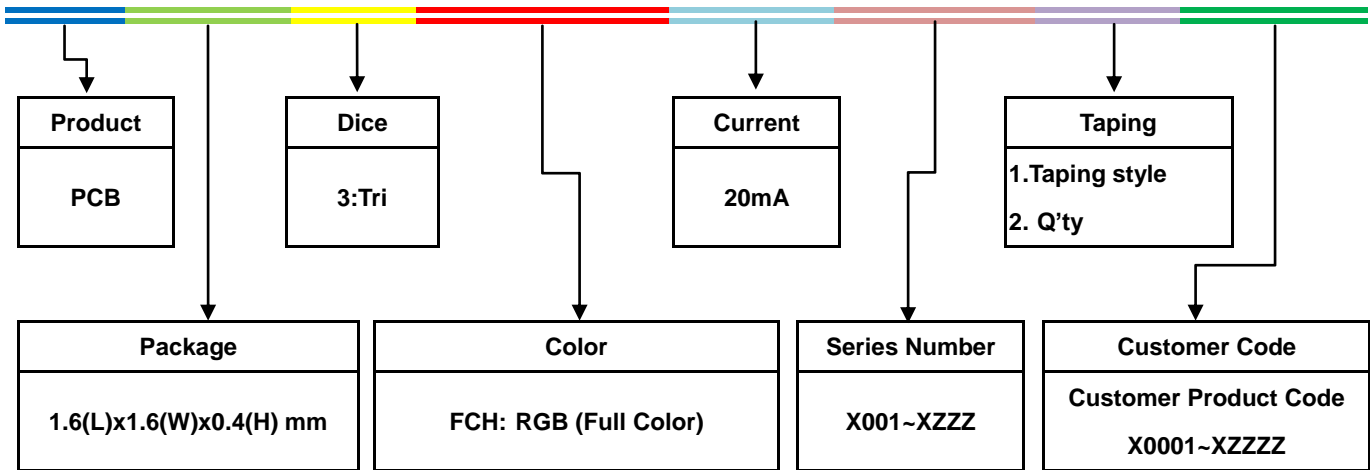 Product
PCB
Dice
3:Tri
Current
20mA
Taping
1.Taping style
2. Q'ty
Package
1.6(L)x1.6(W)x0.4(H) mm
Color
FCH: RGB (Full Color)
Series Number
X001~XZZZ
Customer Code
Customer Product Code
X0001~XZZZZ